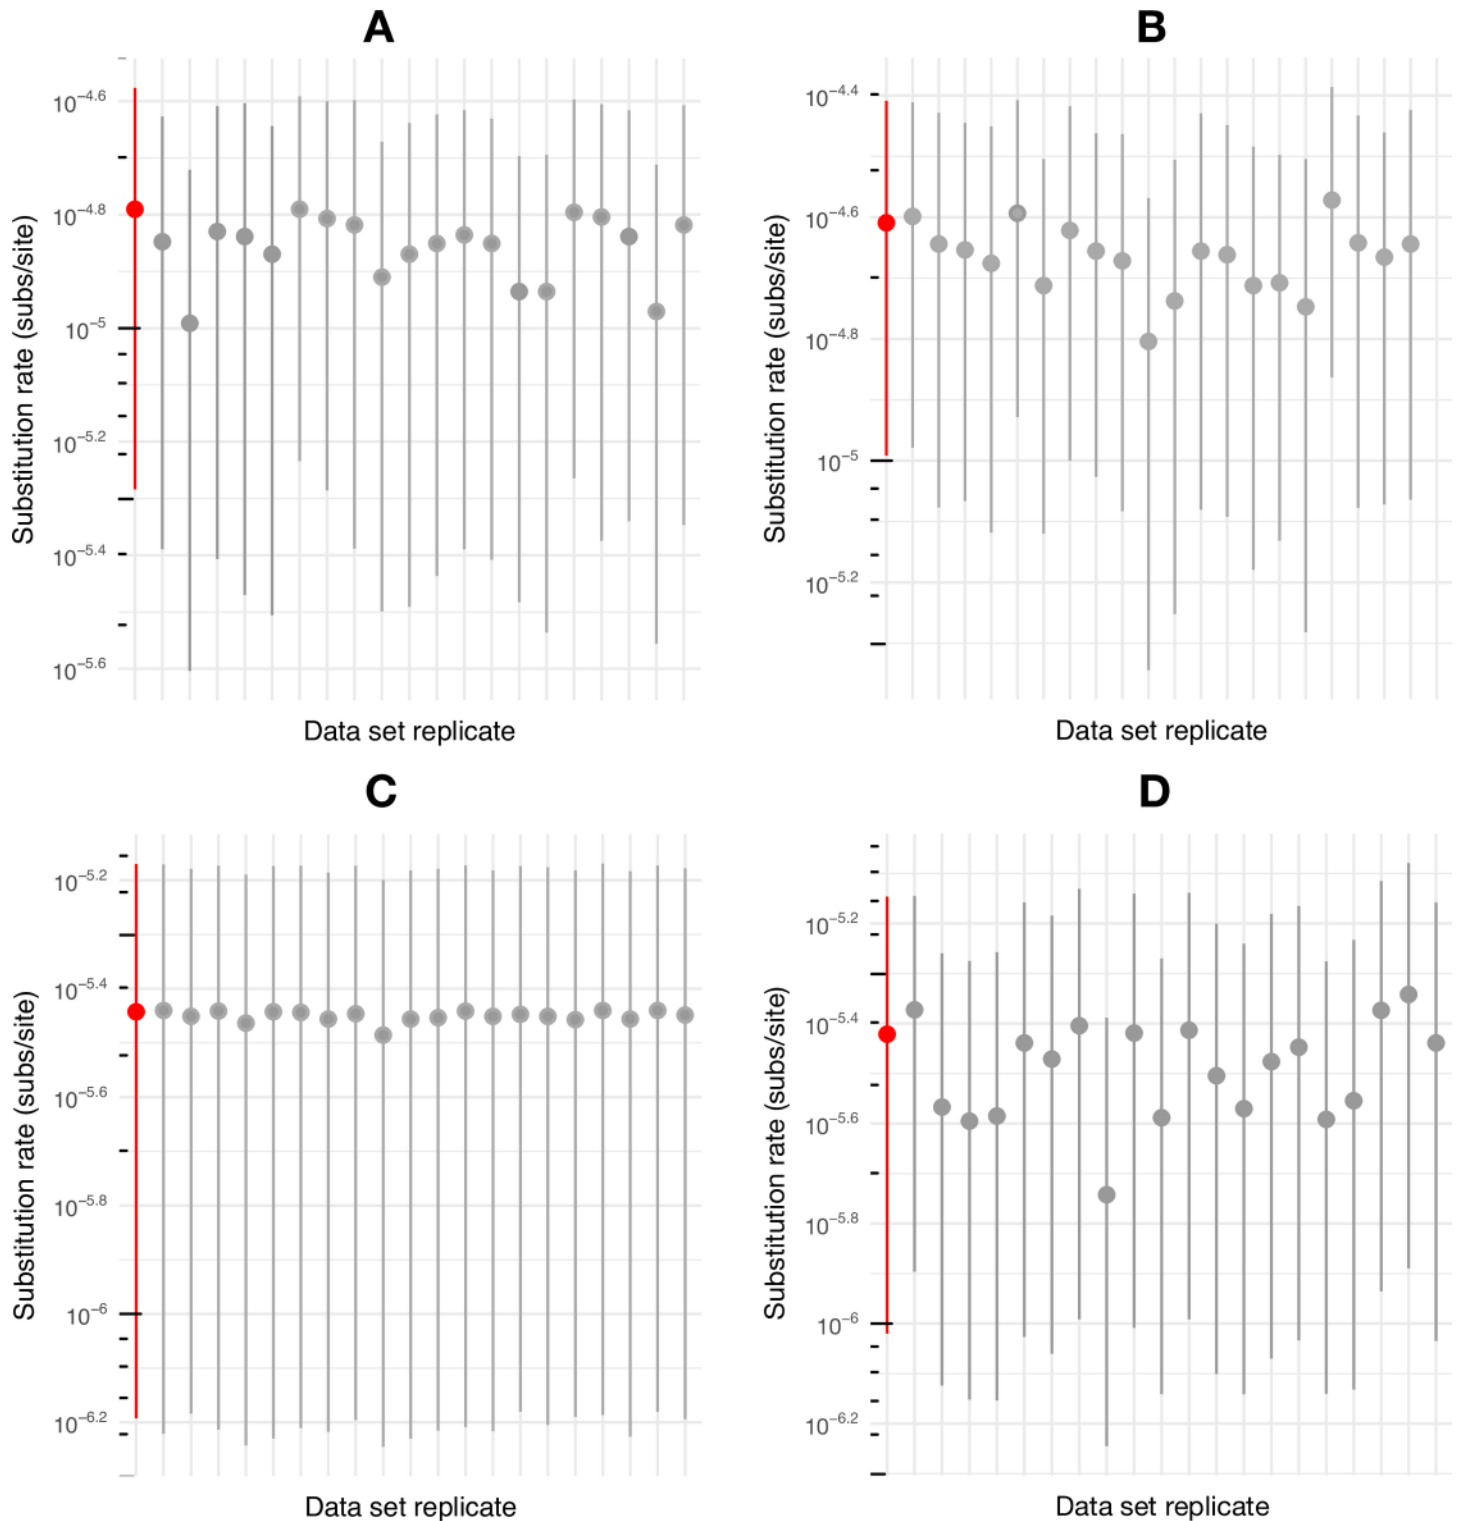 A
B
Substitution rate (subs/site)
10^−4.6
10^−4.8
10^−5
10^−5.2
10^−5.4
10^−5.6
Data set replicate
Substitution rate (subs/site)
10^−4.4
10^−4.6
10^−4.8
10^−5
10^−5.2
Data set replicate
C
D
Substitution rate (subs/site)
10^−5.2
10^−5.4
10^−5.6
10^−5.8
10^−6
10^−6.2
Data set replicate
Substitution rate (subs/site)
10^−5.2
10^−5.4
10^−5.6
10^−5.8
10^−6
10^−6.2
Data set replicate